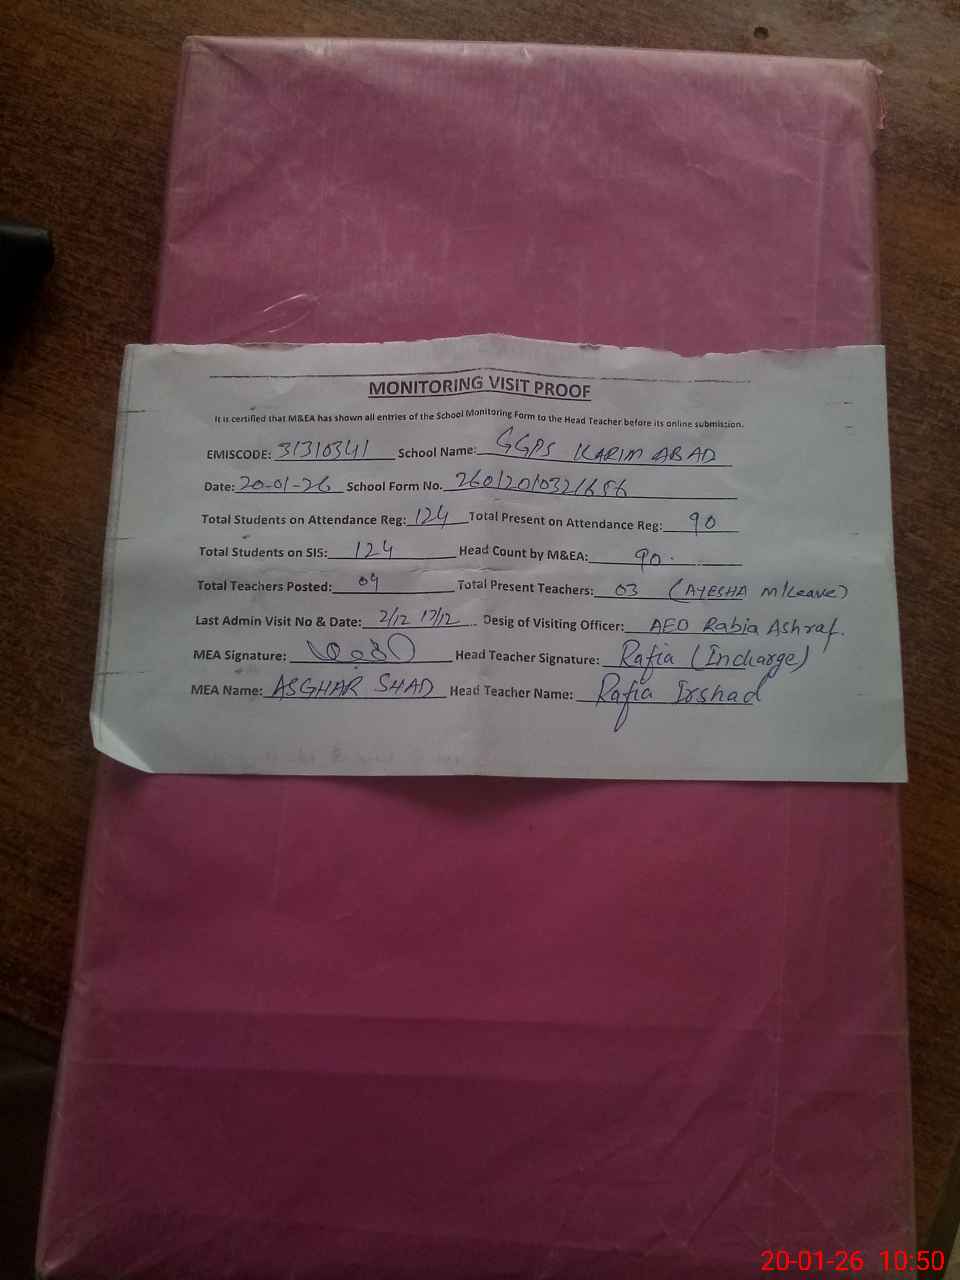 MONITORING VISIT PROOF
It is certified that M&EA has shown all entries of the School Monitoring Form to the Head Teacher before its online submission.
EMISCODE: 31310341 School Name: GGPS KARIM ABAD
Date: 20-01-26 School Form No. 26012010321656
Total Students on Attendance Reg: 124 Total Present on Attendance Reg: 90
Total Students on SIS: 124 Head Count by M&EA: 90.
Total Teachers Posted: 04 Total Present Teachers: 03 (AYESHA M/Leave)
Last Admin Visit No & Date: 2/12 17/12 Desig of Visiting Officer: AEO Rabia Ashraf.
MEA Signature: Head Teacher Signature: Rafia (Incharge)
MEA Name: ASGHAR SHAD Head Teacher Name: Rafia Irshad
20-01-26 10:50